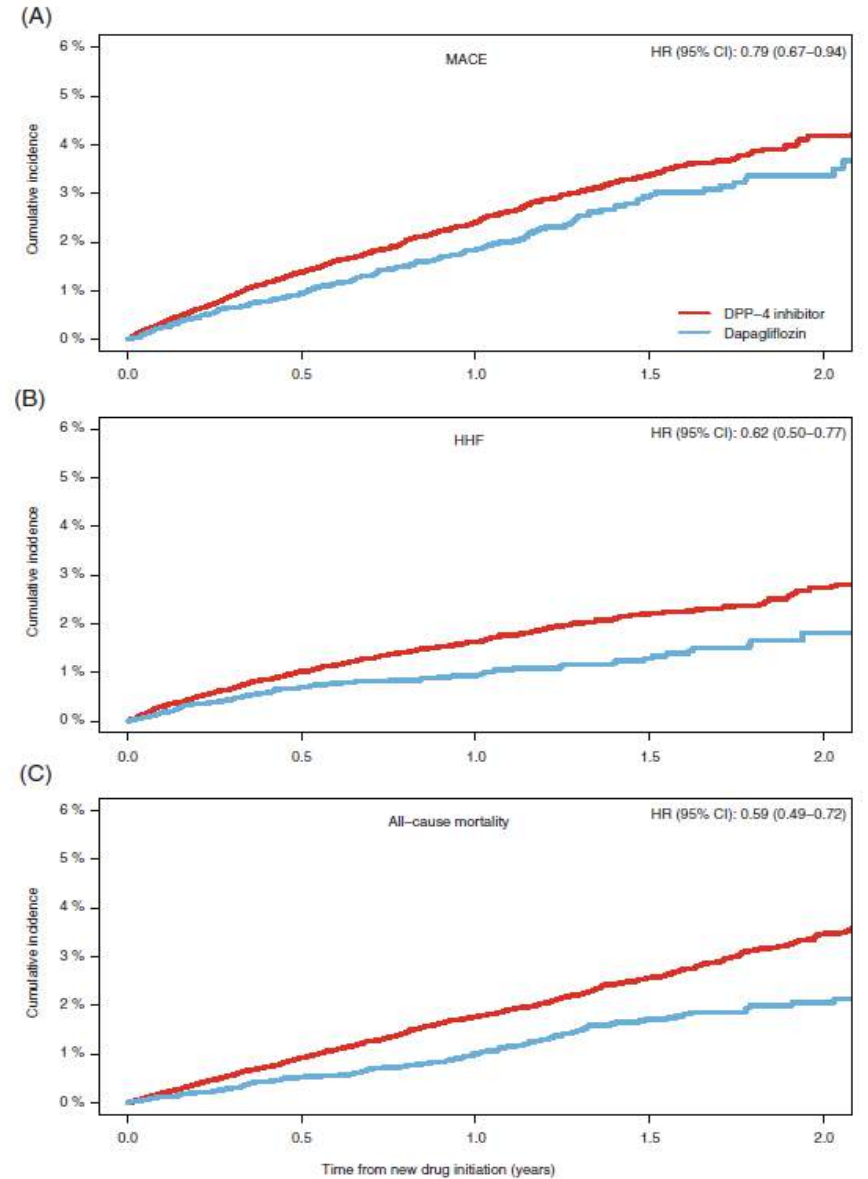 (A)
MACE
HR (95% CI): 0.79 (0.67–0.94)
6 %
5 %
4 %
3 %
2 %
1 %
0 %
Cumulative incidence
DPP–4 inhibitor
Dapagliflozin
0.0 0.5 1.0 1.5 2.0
(B)
HHF
HR (95% CI): 0.62 (0.50–0.77)
6 %
5 %
4 %
3 %
2 %
1 %
0 %
Cumulative incidence
0.0 0.5 1.0 1.5 2.0
(C)
All–cause mortality
HR (95% CI): 0.59 (0.49–0.72)
6 %
5 %
4 %
3 %
2 %
1 %
0 %
Cumulative incidence
0.0 0.5 1.0 1.5 2.0
Time from new drug initiation (years)